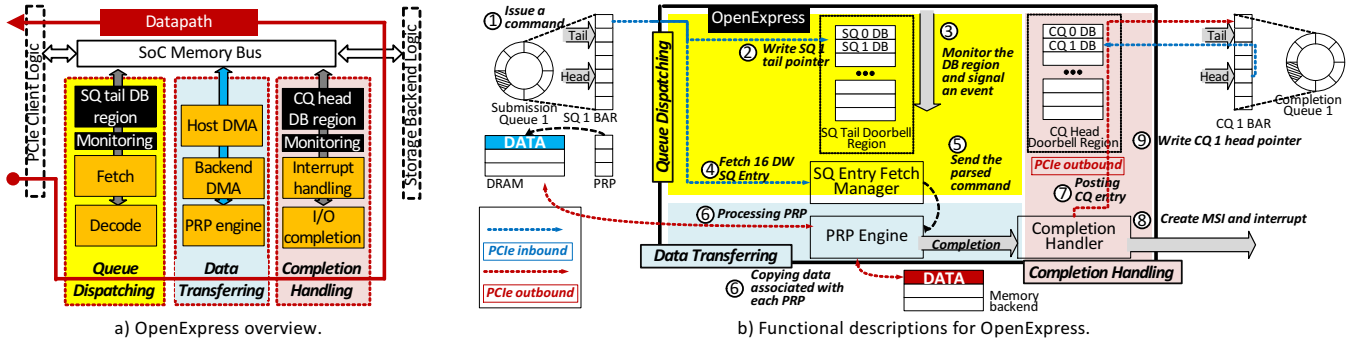 Datapath
SoC Memory Bus
PCIe Client Logic
Storage Backend Logic
SQ tail DB
region
Monitoring
Fetch
Decode
Queue
Dispatching
Host DMA
Backend
DMA
PRP engine
Data
Transferring
CQ head
DB region
Monitoring
Interrupt
handling
I/O
completion
Completion
Handling
a) OpenExpress overview.
① Issue a
command
Tail
Head
Submission
Queue 1
SQ 1 BAR
DATA
DRAM
PRP
PCIe inbound
PCIe outbound
OpenExpress
Queue Dispatching
② Write SQ 1
tail pointer
SQ 0 DB
SQ 1 DB
•••
SQ Tail Doorbell
Region
③
Monitor the
DB region
and signal
an event
④ Fetch 16 DW
SQ Entry
SQ Entry Fetch
Manager
⑤
Send the
parsed
command
⑥ Processing PRP
PRP Engine
Completion
Data Transferring
⑥ Copying data
associated with
each PRP
DATA
Memory
backend
CQ 0 DB
CQ 1 DB
•••
CQ Head
Doorbell Region
PCIe outbound
⑦ Posting
CQ entry
Completion
Handler
Completion Handling
⑧ Create MSI and interrupt
⑨
Write CQ 1 head pointer
Tail
Head
CQ 1 BAR
Completion
Queue 1
b) Functional descriptions for OpenExpress.